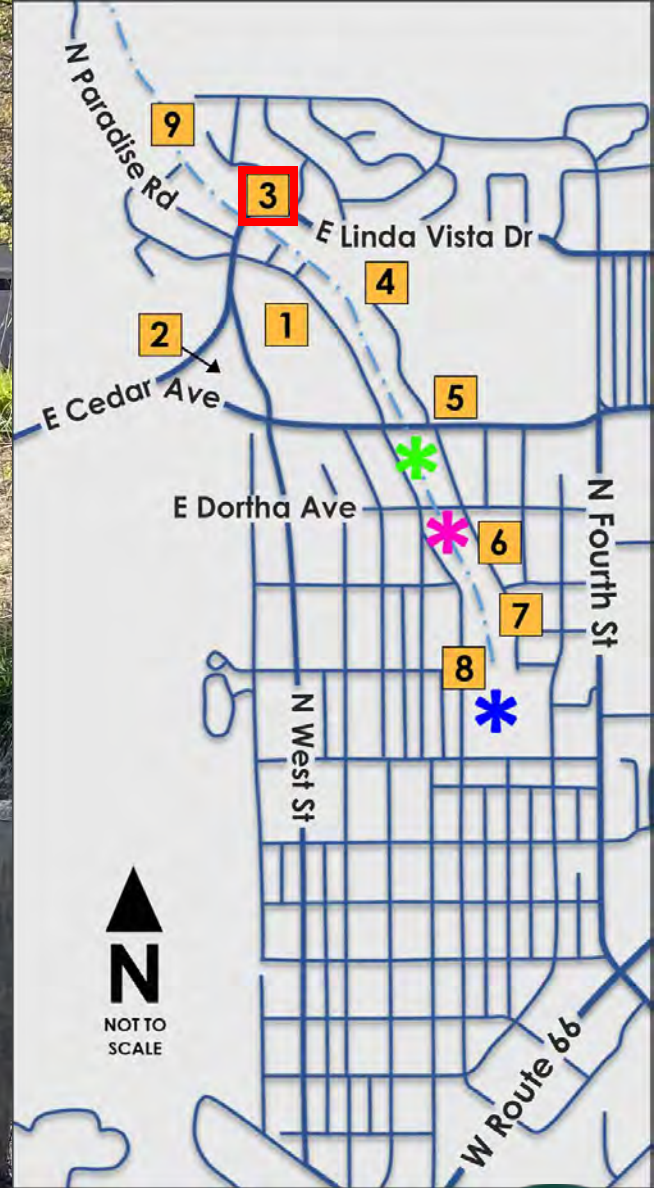 N Paradise Rd
9
3
E Linda Vista Dr
4
1
2
5
E Cedar Ave
E Dortha Ave
N Fourth St
6
7
8
N West St
N
NOT TO
SCALE
W Route 66